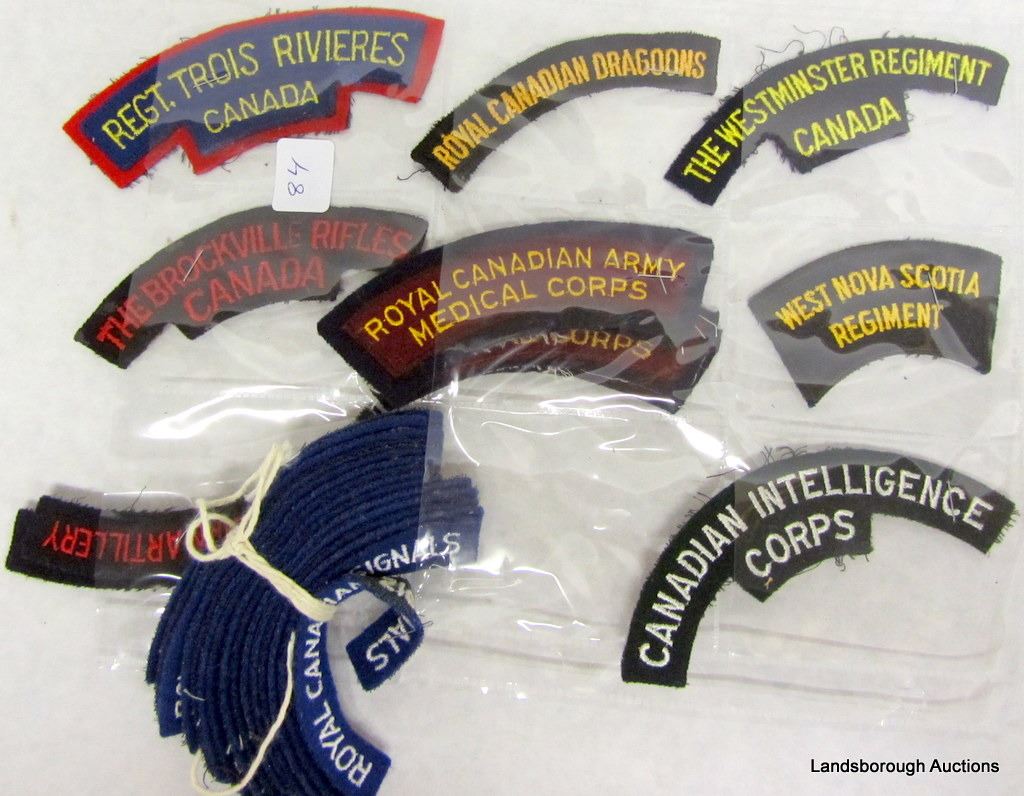 REGT. TROIS RIVIERES
CANADA
ROYAL CANADIAN DRAGOONS
THE WESTMINSTER REGIMENT
CANADA
84
THE BROCKVILLE RIFLES
CANADA
ROYAL CANADIAN ARMY
MEDICAL CORPS
CORPS
WEST NOVA SCOTIA
REGIMENT
ARTILLERY
SIGNALS
CANADIAN INTELLIGENCE
CORPS
ROYAL CANA
Landsborough Auctions